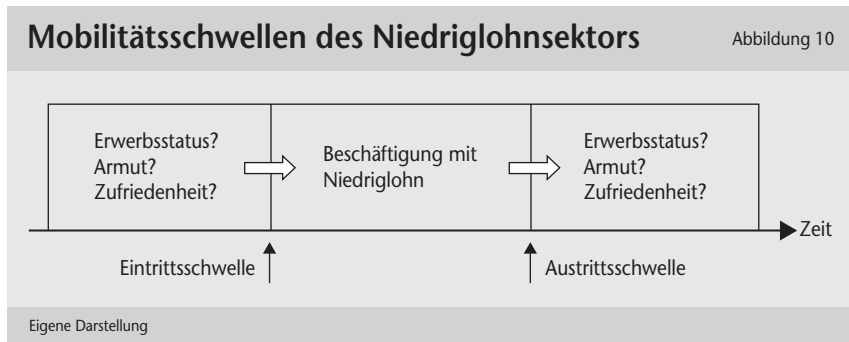 Mobilitätsschwellen des Niedriglohnsektors
Abbildung 10
Erwerbsstatus?
Armut?
Zufriedenheit?
Beschäftigung mit
Niedriglohn
Erwerbsstatus?
Armut?
Zufriedenheit?
Zeit
Eintrittsschwelle
Austrittsschwelle
Eigene Darstellung